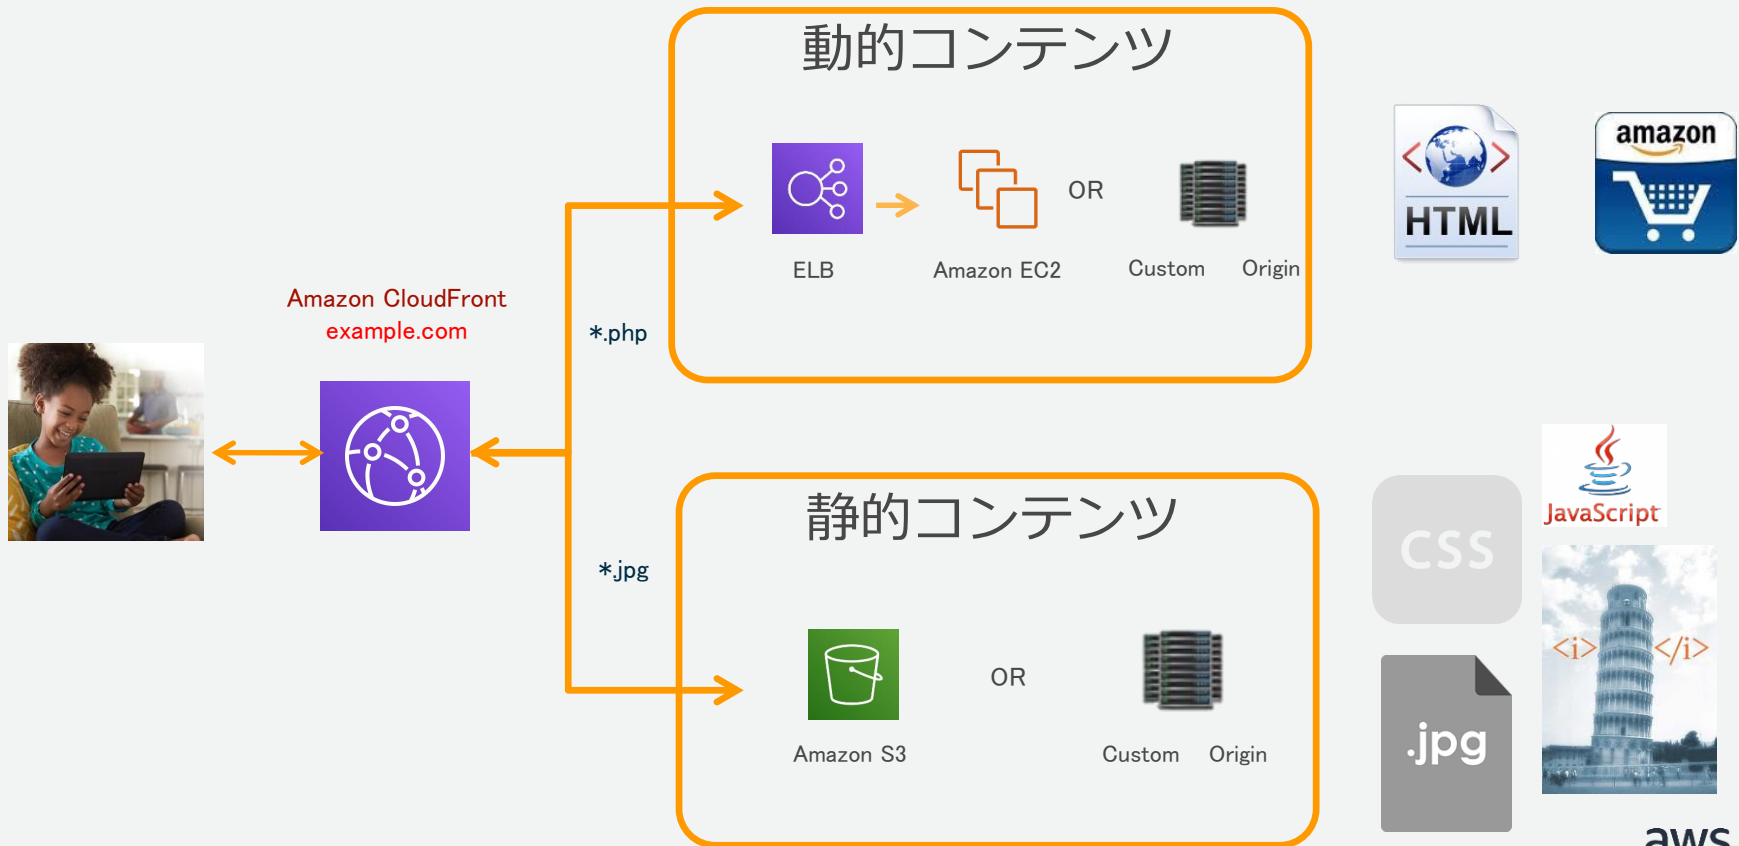 動的コンテンツ
ELB
Amazon EC2
OR
Custom Origin
HTML
amazon
Amazon CloudFront
example.com
*.php
*.jpg
静的コンテンツ
Amazon S3
OR
Custom Origin
CSS
JavaScript
<i> </i>
.jpg
aws